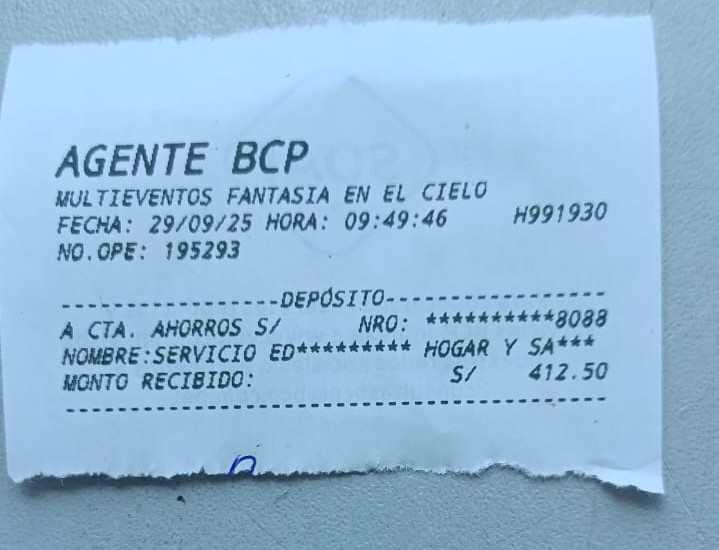 AGENTE BCP
MULTIEVENTOS FANTASIA EN EL CIELO
FECHA: 29/09/25 HORA: 09:49:46 H991930
NO.OPE: 195293
-----------------DEPÓSITO-----------------
A CTA. AHORROS S/ NRO: **********8088
NOMBRE:SERVICIO ED********* HOGAR Y SA***
MONTO RECIBIDO: S/ 412.50
------------------------------------------